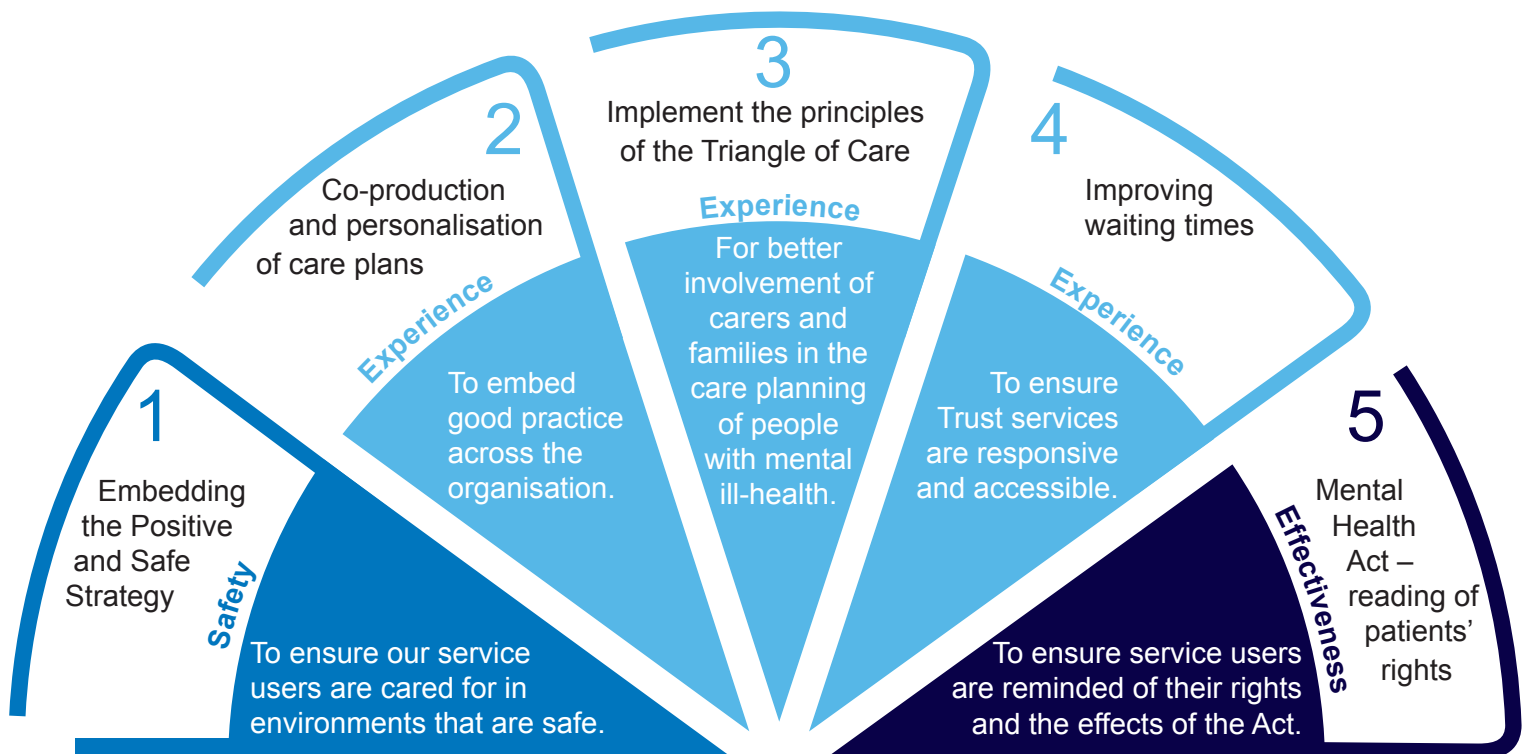 1
Embedding
the Positive
and Safe
Strategy
Safety
To ensure our service
users are cared for in
environments that are safe.
2
Co-production
and personalisation
of care plans
Experience
To embed
good practice
across the
organisation.
3
Implement the principles
of the Triangle of Care
Experience
For better
involvement of
carers and
families in the
care planning
of people
with mental
ill-health.
4
Improving
waiting times
Experience
To ensure
Trust services
are responsive
and accessible.
5
Mental
Health
Act –
reading of
patients’
rights
Effectiveness
To ensure service users
are reminded of their rights
and the effects of the Act.